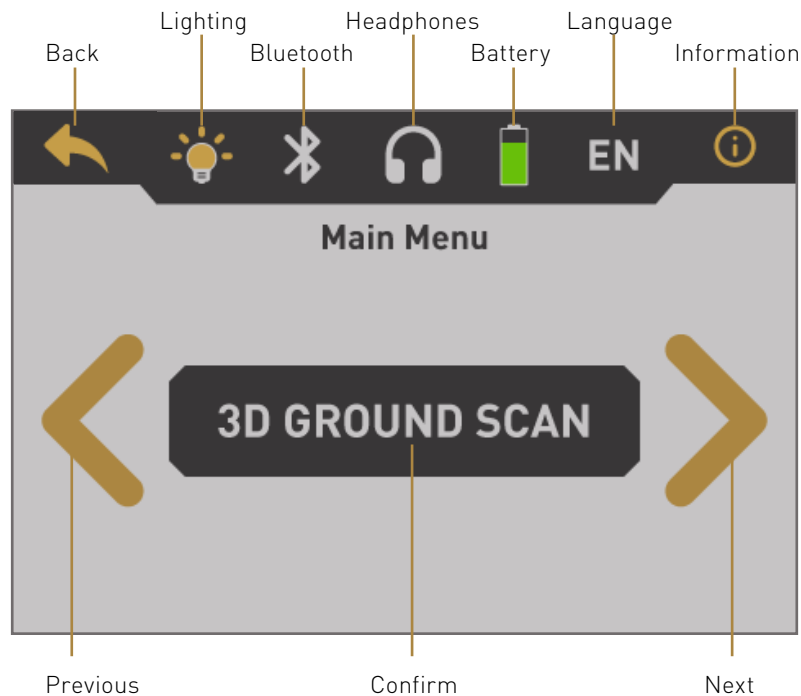 Lighting Headphones Language
Back Bluetooth Battery Information
EN
Main Menu
3D GROUND SCAN
Previous Confirm Next